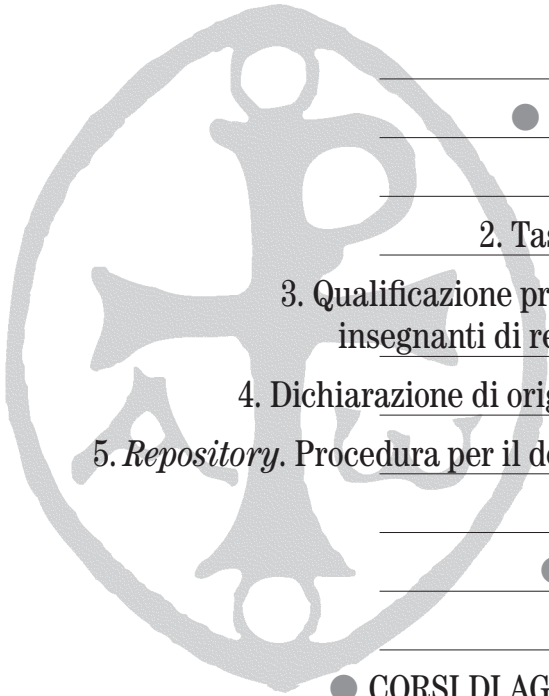 2. Tas
3. Qualificazione pr
insegnanti di re
4. Dichiarazione di orig
5. Repository. Procedura per il de
CORSI DI AG